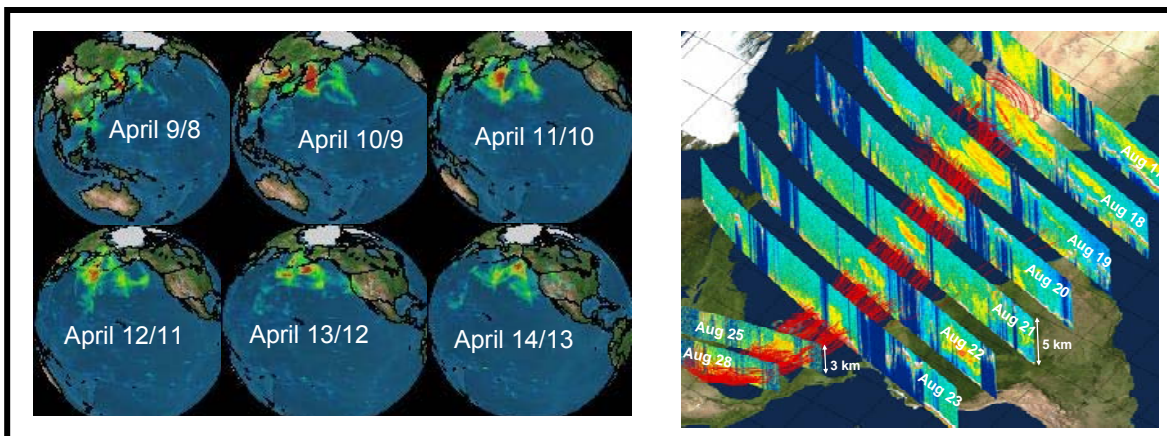 April 9/8
April 10/9
April 11/10
April 12/11
April 13/12
April 14/13
Aug 17
Aug 18
Aug 19
Aug 20
Aug 21
Aug 22
Aug 23
Aug 25
Aug 28
5 km
3 km